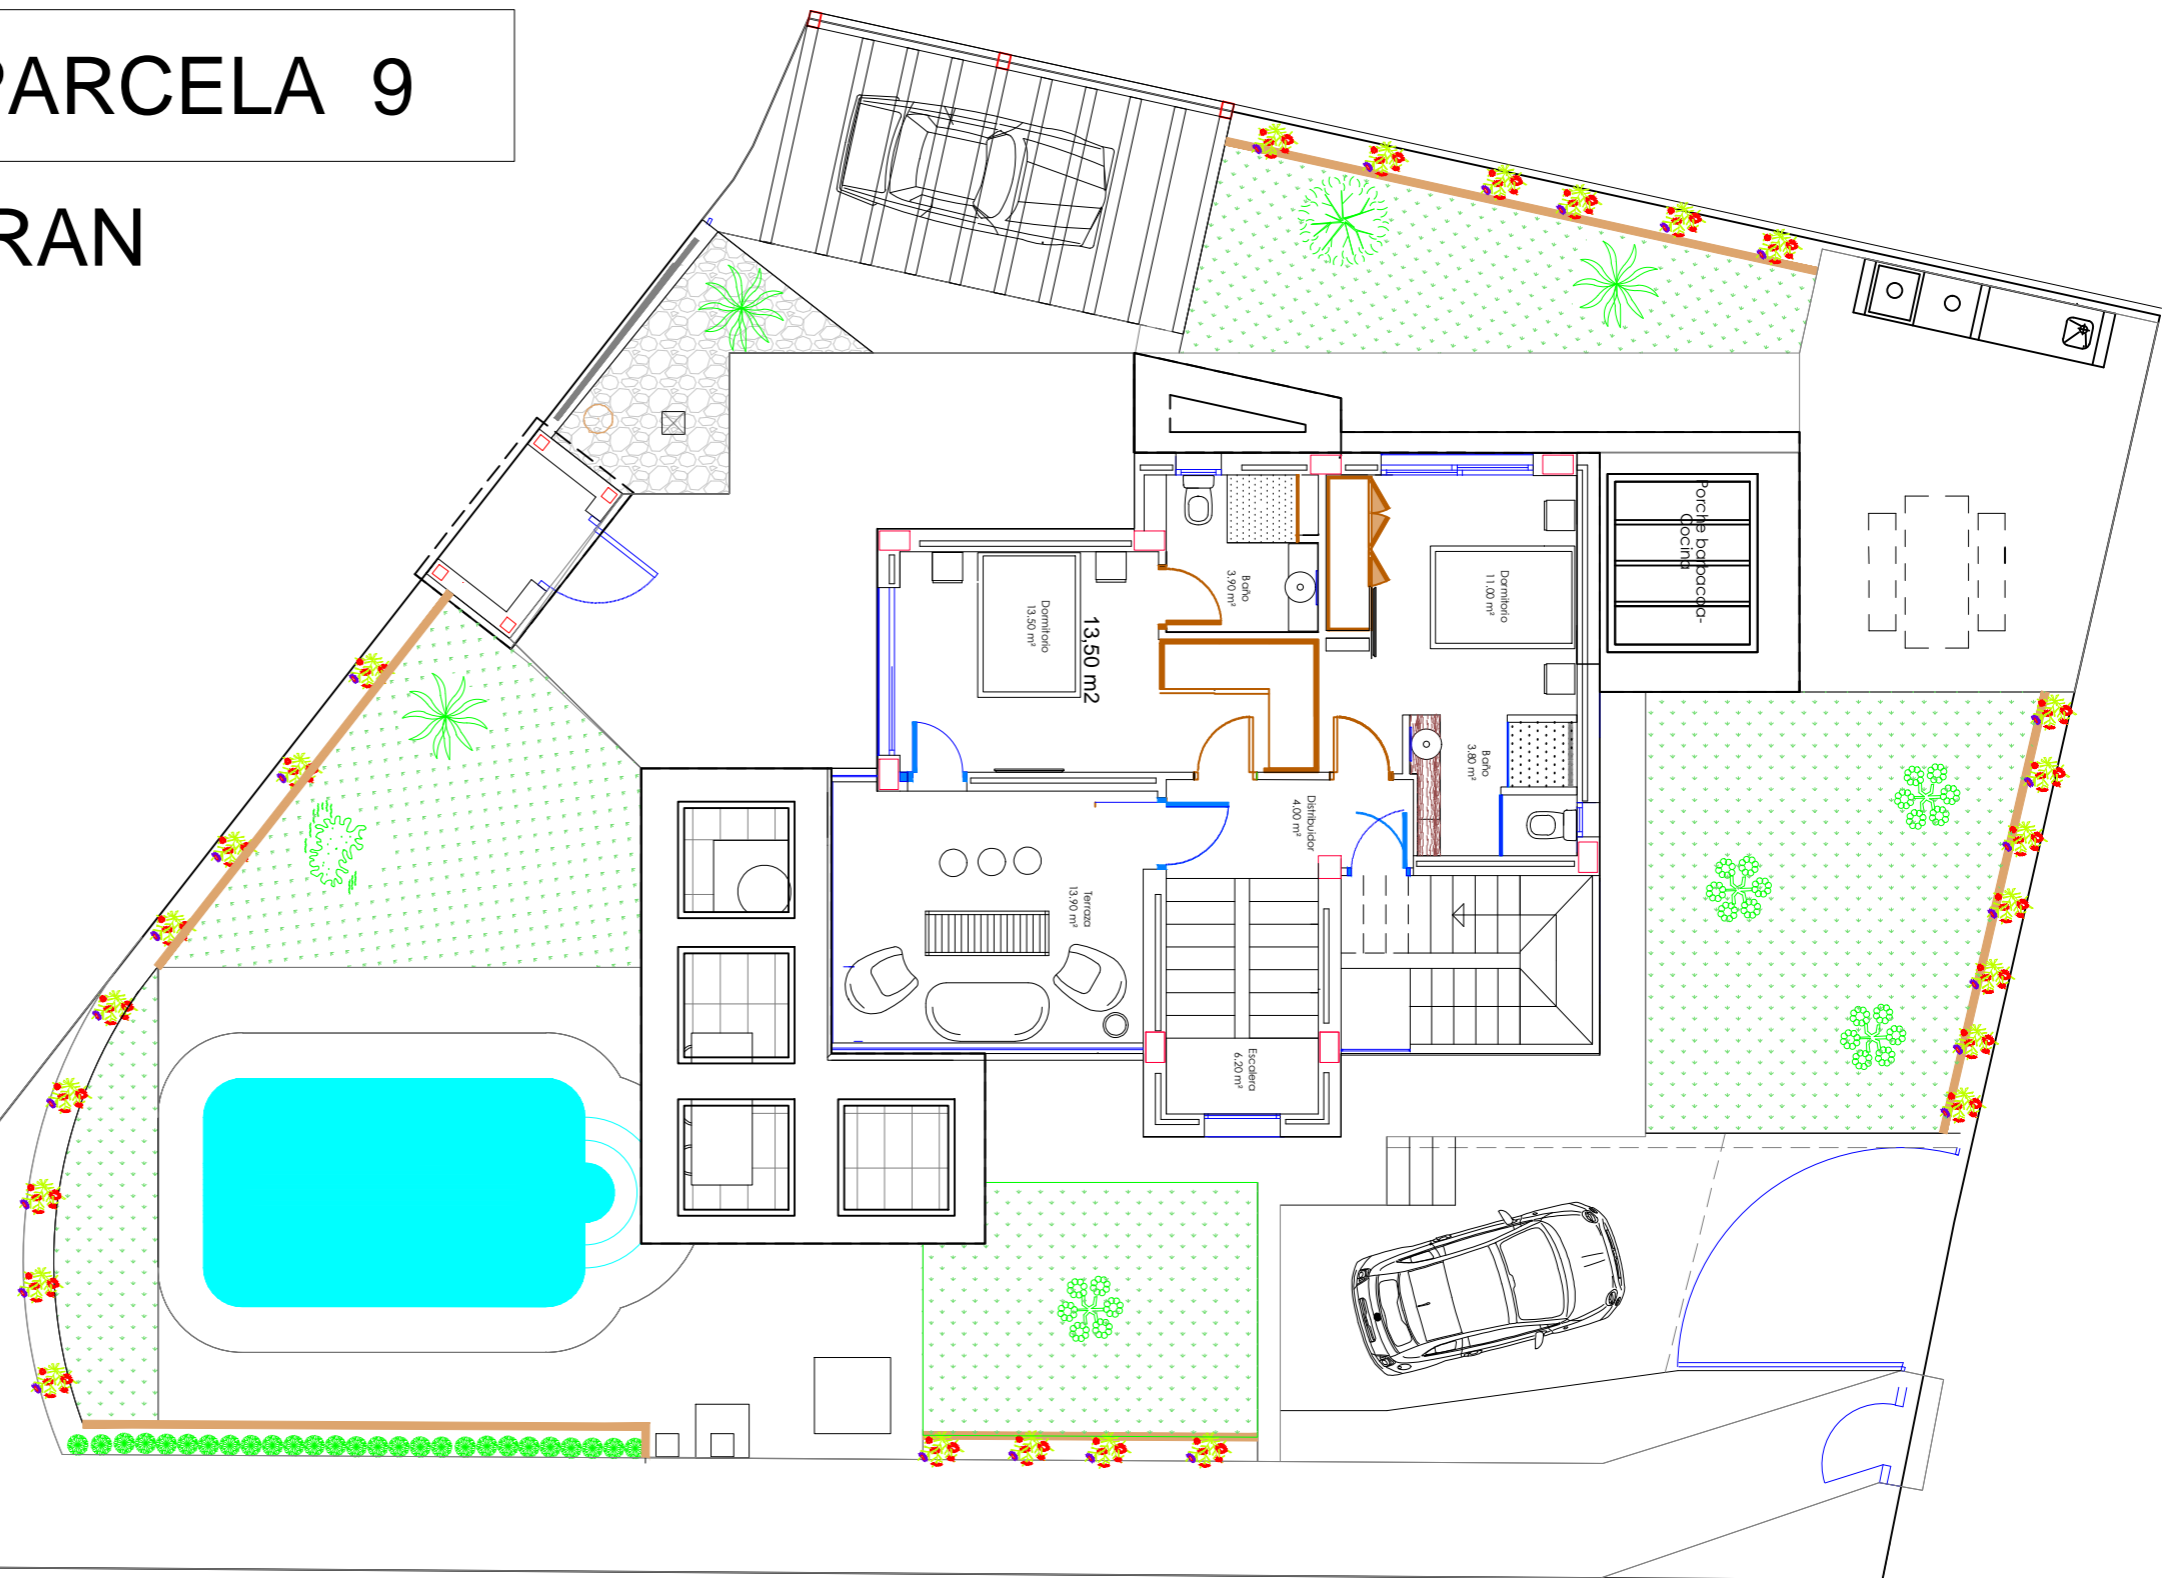 PARCELA 9
RAN
Porche barbacoa-
Cocina
Baño
3.90 m²
Dormitorio
11.00 m²
Dormitorio
13.50 m²
13,50 m2
Baño
3.80 m²
Distribuidor
4.00 m²
Terraza
13.90 m²
Escalera
6.20 m²